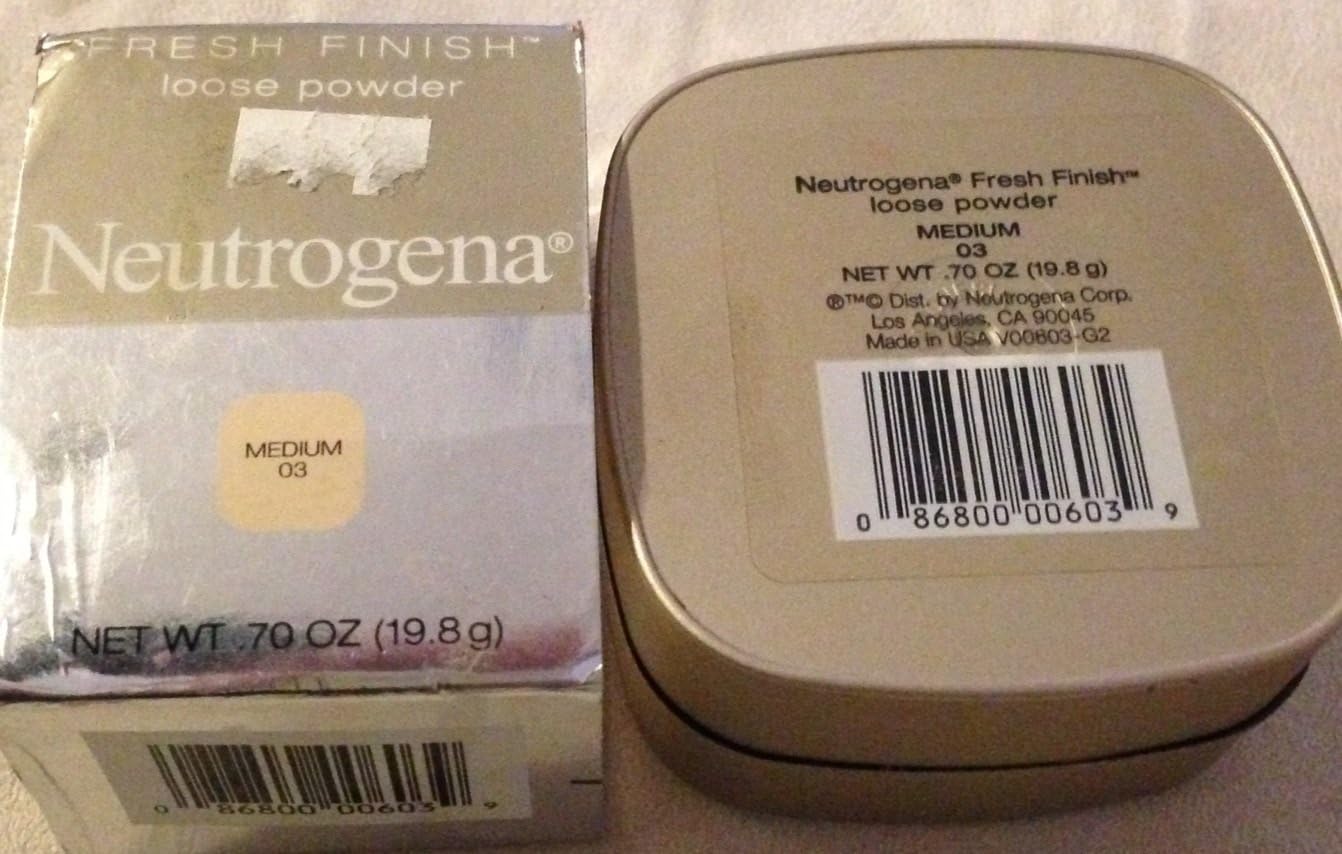 FRESH FINISH™
loose powder
Neutrogena®
MEDIUM
03
NET WT .70 OZ (19.8 g)
0 86800 00603 9
Neutrogena® Fresh Finish™
loose powder
MEDIUM
03
NET WT .70 OZ (19.8 g)
®™© Dist. by Neutrogena Corp.
Los Angeles, CA 90045
Made in USA V00603-G2
0 86800 00603 9